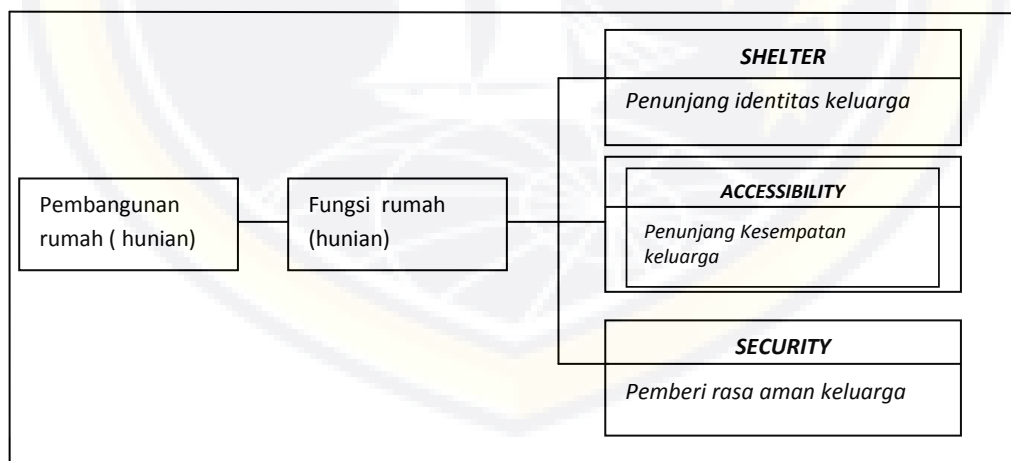 Pembangunan
rumah ( hunian)
Fungsi rumah
(hunian)
SHELTER
Penunjang identitas keluarga
ACCESSIBILITY
Penunjang Kesempatan
keluarga
SECURITY
Pemberi rasa aman keluarga